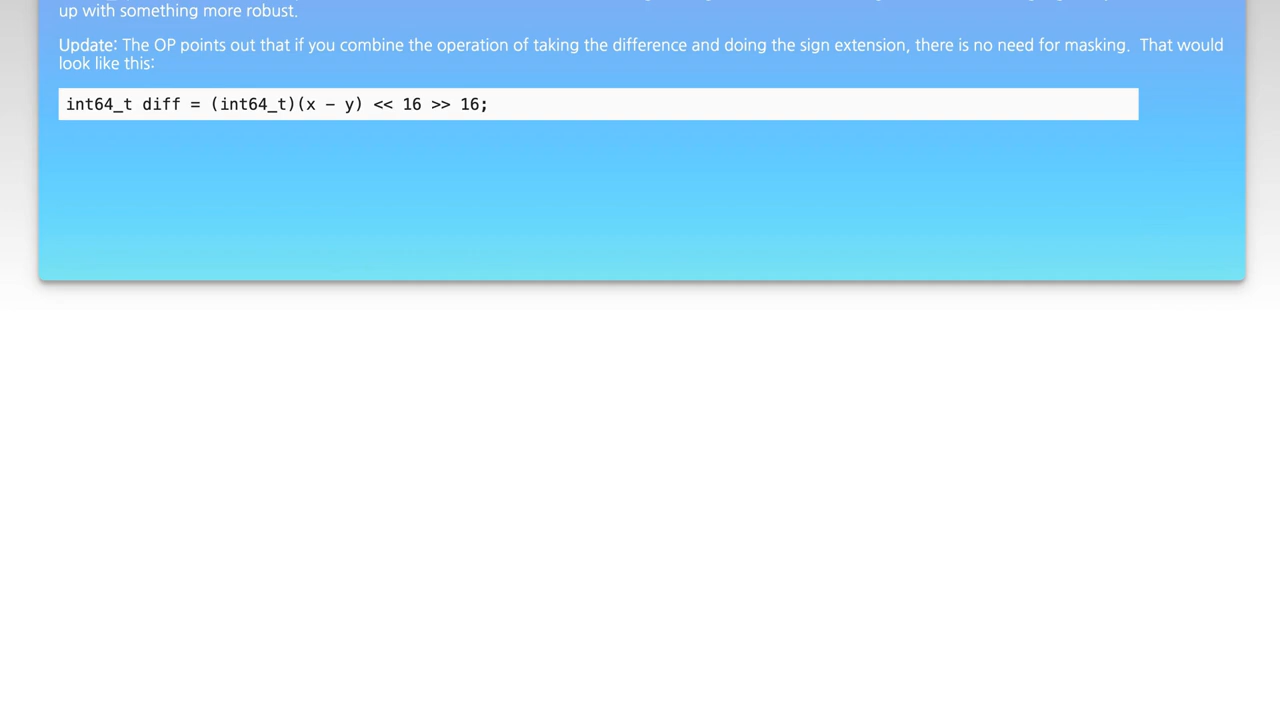 up with something more robust.
Update: The OP points out that if you combine the operation of taking the difference and doing the sign extension, there is no need for masking.  That would
look like this:
int64_t diff = (int64_t)(x - y) << 16 >> 16;